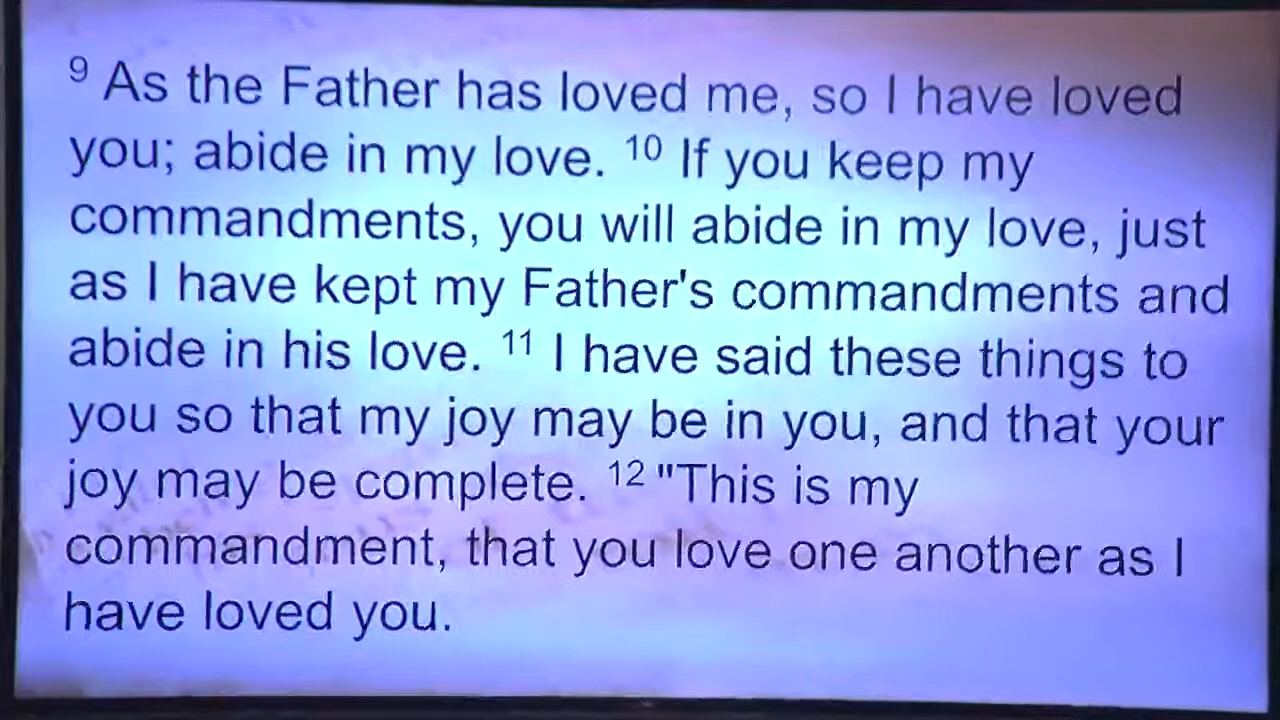 9 As the Father has loved me, so I have loved
you; abide in my love. 10 If you keep my
commandments, you will abide in my love, just
as I have kept my Father's commandments and
abide in his love. 11 I have said these things to
you so that my joy may be in you, and that your
joy may be complete. 12 "This is my
commandment, that you love one another as I
have loved you.